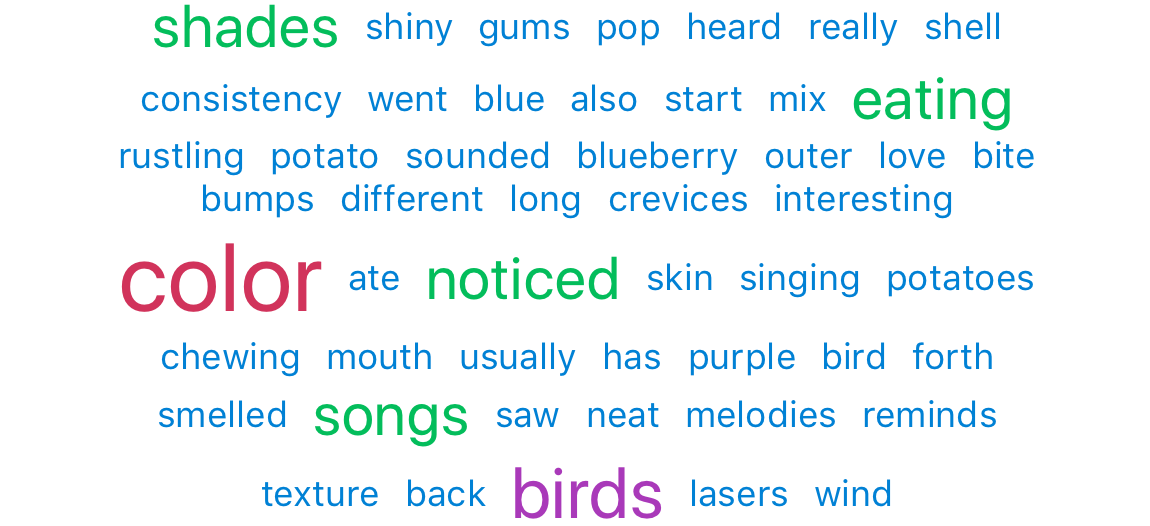 shades shiny gums pop heard really shell
consistency went blue also start mix eating
rustling potato sounded blueberry outer love bite
bumps different long crevices interesting
color ate noticed skin singing potatoes
chewing mouth usually has purple bird forth
smelled songs saw neat melodies reminds
texture back birds lasers wind